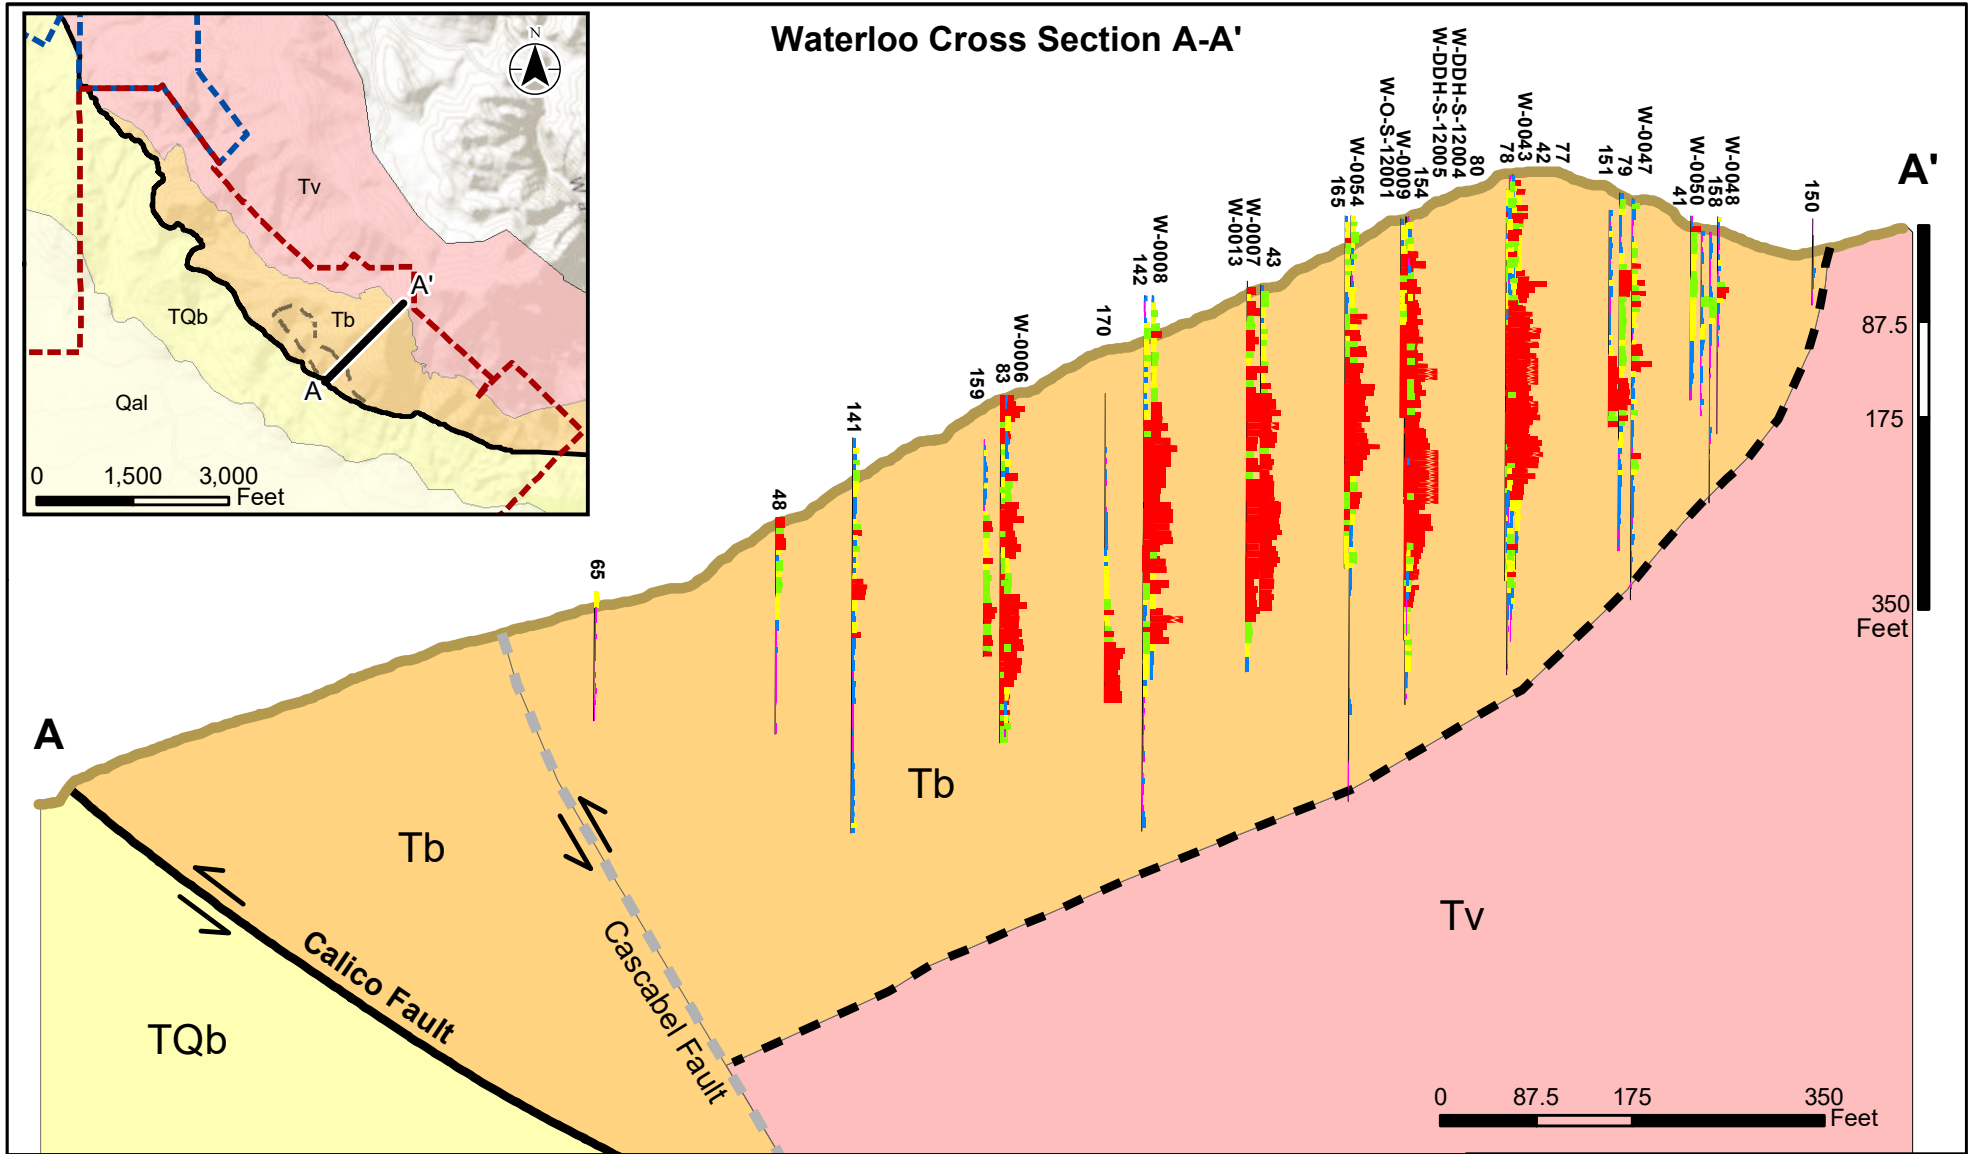 Waterloo Cross Section A-A'
N
Tv
A'
TQb
Tb
A
Qal
0 1,500 3,000
Feet
A
A'
65
48
141
159
83
W-0006
170
142
W-0008
W-0013
W-0007
43
165
W-0054
W-O-S-12001
W-0009
154
W-DDH-S-12005
W-DDH-S-12004
80
78
W-0043
42
77
151
79
W-0047
41
W-0050
158
W-0048
150
87.5
175
350
Feet
Tb
Tb
Tv
TQb
Calico Fault
Cascabel Fault
0 87.5 175 350
Feet